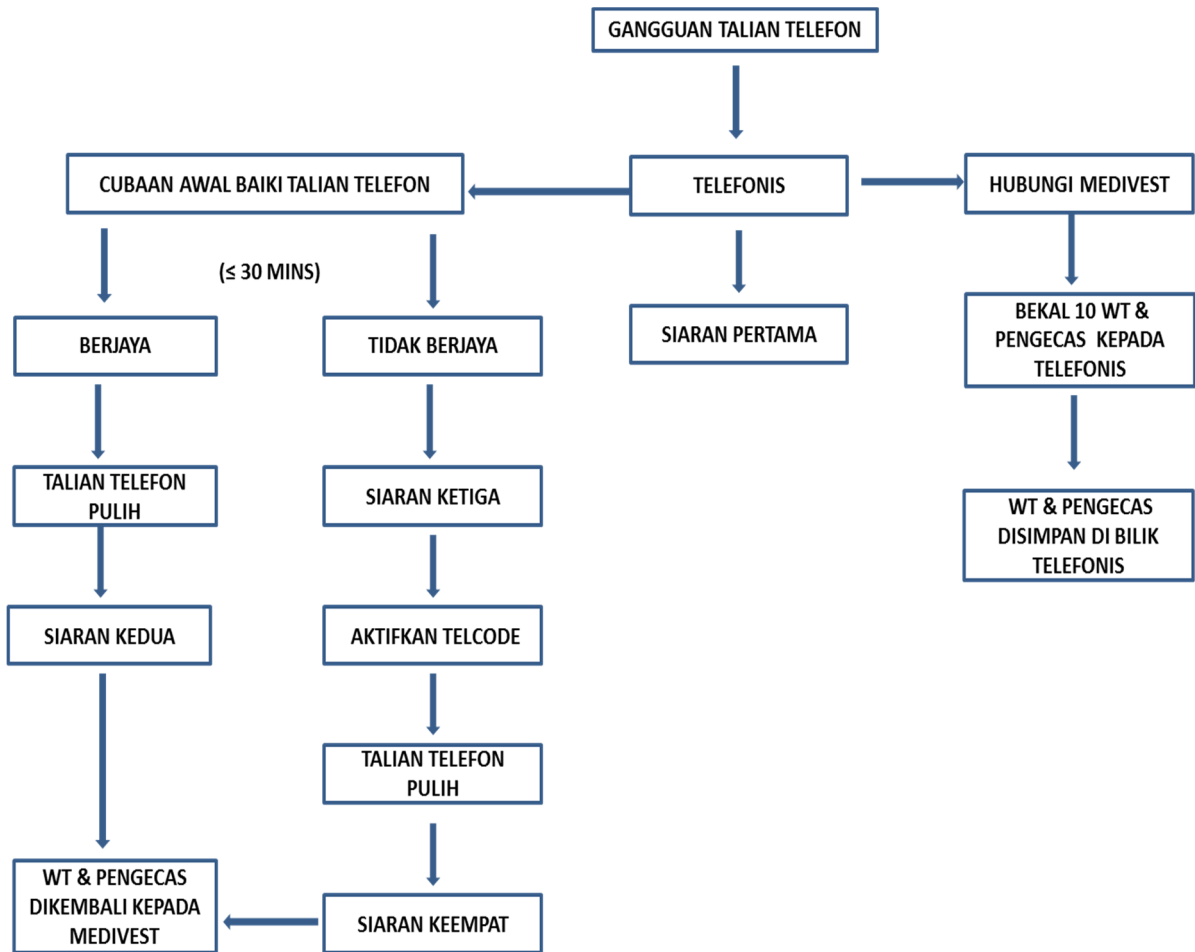 GANGGUAN TALIAN TELEFON
CUBAAN AWAL BAIKI TALIAN TELEFON
TELEFONIS
HUBUNGI MEDIVEST
(≤ 30 MINS)
BERJAYA
TIDAK BERJAYA
SIARAN PERTAMA
BEKAL 10 WT &
PENGECAS KEPADA
TELEFONIS
TALIAN TELEFON
PULIH
SIARAN KETIGA
WT & PENGECAS
DISIMPAN DI BILIK
TELEFONIS
SIARAN KEDUA
AKTIFKAN TELCODE
TALIAN TELEFON
PULIH
WT & PENGECAS
DIKEMBALI KEPADA
MEDIVEST
SIARAN KEEMPAT